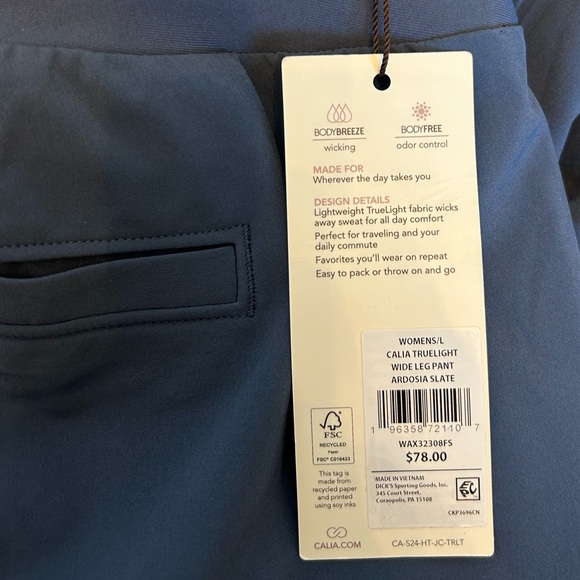 BODYBREEZE
wicking
BODYFREE
odor control
MADE FOR
Wherever the day takes you
DESIGN DETAILS
Lightweight TrueLight fabric wicks
away sweat for all day comfort
Perfect for traveling and your
daily commute
Favorites you'll wear on repeat
Easy to pack or throw on and go
WOMENS/L
CALIA TRUELIGHT
WIDE LEG PANT
ARDOSIA SLATE
1 96358 72110 7
WAX32308FS
$78.00
MADE IN VIETNAM
DICK'S Sporting Goods, Inc.
345 Court Street,
Coraopolis, PA 15108
CKP3696CN
FSC
RECYCLED
Paper
FSC® C016423
This tag is
made from
recycled paper
and printed
using soy inks
CALIA.COM
CA-S24-HT-JC-TRLT